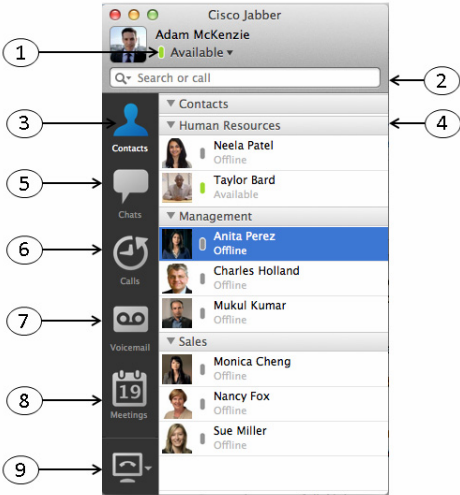 Cisco Jabber
Adam McKenzie
1
Available
Search or call
2
Contacts
3
Contacts
Human Resources
4
Neela Patel
Offline
5
Chats
Taylor Bard
Available
Management
6
Calls
Anita Perez
Offline
Charles Holland
Offline
7
Voicemail
Mukul Kumar
Offline
Sales
8
19
Meetings
Monica Cheng
Offline
Nancy Fox
Offline
Sue Miller
Offline
9